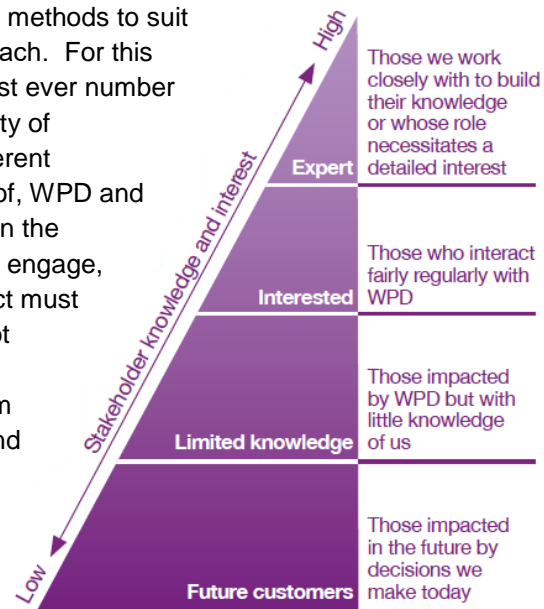 methods to suit
ach. For this
st ever number
ty of
erent
of, WPD and
n the
engage,
ct must
ot
m
nd
High
Stakeholder knowledge and interest
Low
Expert
Those we work
closely with to build
their knowledge
or whose role
necessitates a
detailed interest
Interested
Those who interact
fairly regularly with
WPD
Limited knowledge
Those impacted
by WPD but with
little knowledge
of us
Future customers
Those impacted
in the future by
decisions we
make today